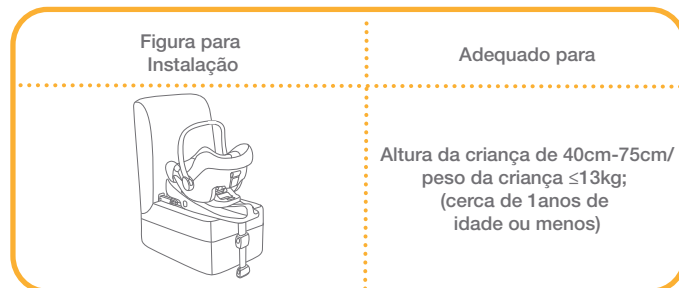 Figura para
Instalação
Adequado para
Altura da criança de 40cm-75cm/
peso da criança ≤13kg;
(cerca de 1anos de
idade ou menos)